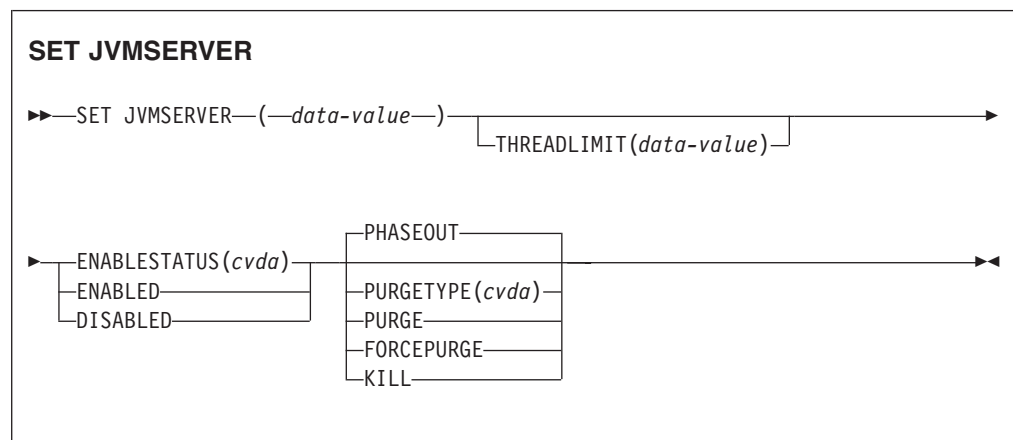 SET JVMSERVER
SET JVMSERVER ( data-value )
THREADLIMIT(data-value)
PHASEOUT
ENABLESTATUS(cvda)
ENABLED
DISABLED
PURGETYPE(cvda)
PURGE
FORCEPURGE
KILL